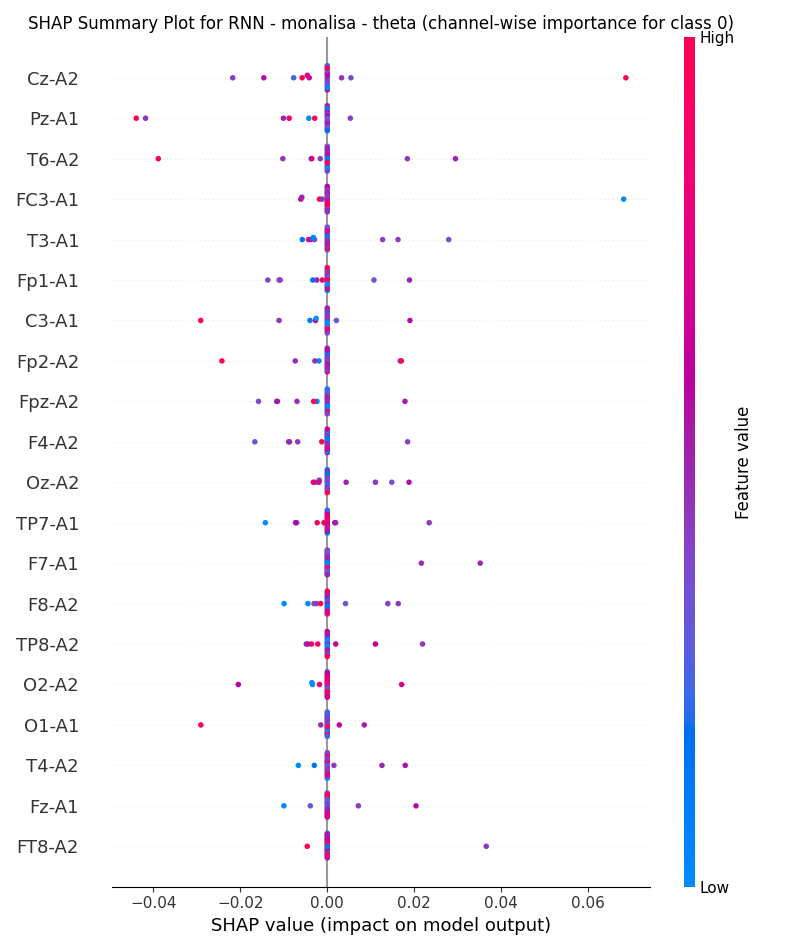 SHAP Summary Plot for RNN - monalisa - theta (channel-wise importance for class 0)
High
Cz-A2
Pz-A1
T6-A2
FC3-A1
T3-A1
Fp1-A1
C3-A1
Fp2-A2
Fpz-A2
F4-A2
Oz-A2
TP7-A1
F7-A1
F8-A2
TP8-A2
O2-A2
O1-A1
T4-A2
Fz-A1
FT8-A2
Feature value
Low
−0.04 −0.02 0.00 0.02 0.04 0.06
SHAP value (impact on model output)